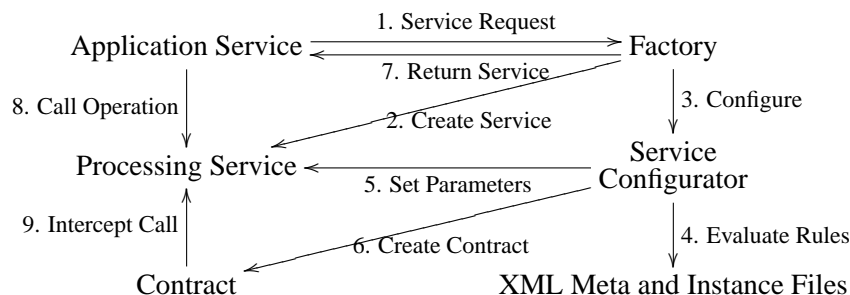 1. Service Request
Application Service
Factory
7. Return Service
8. Call Operation
3. Configure
2. Create Service
Processing Service
Service
Configurator
5. Set Parameters
9. Intercept Call
4. Evaluate Rules
6. Create Contract
Contract
XML Meta and Instance Files